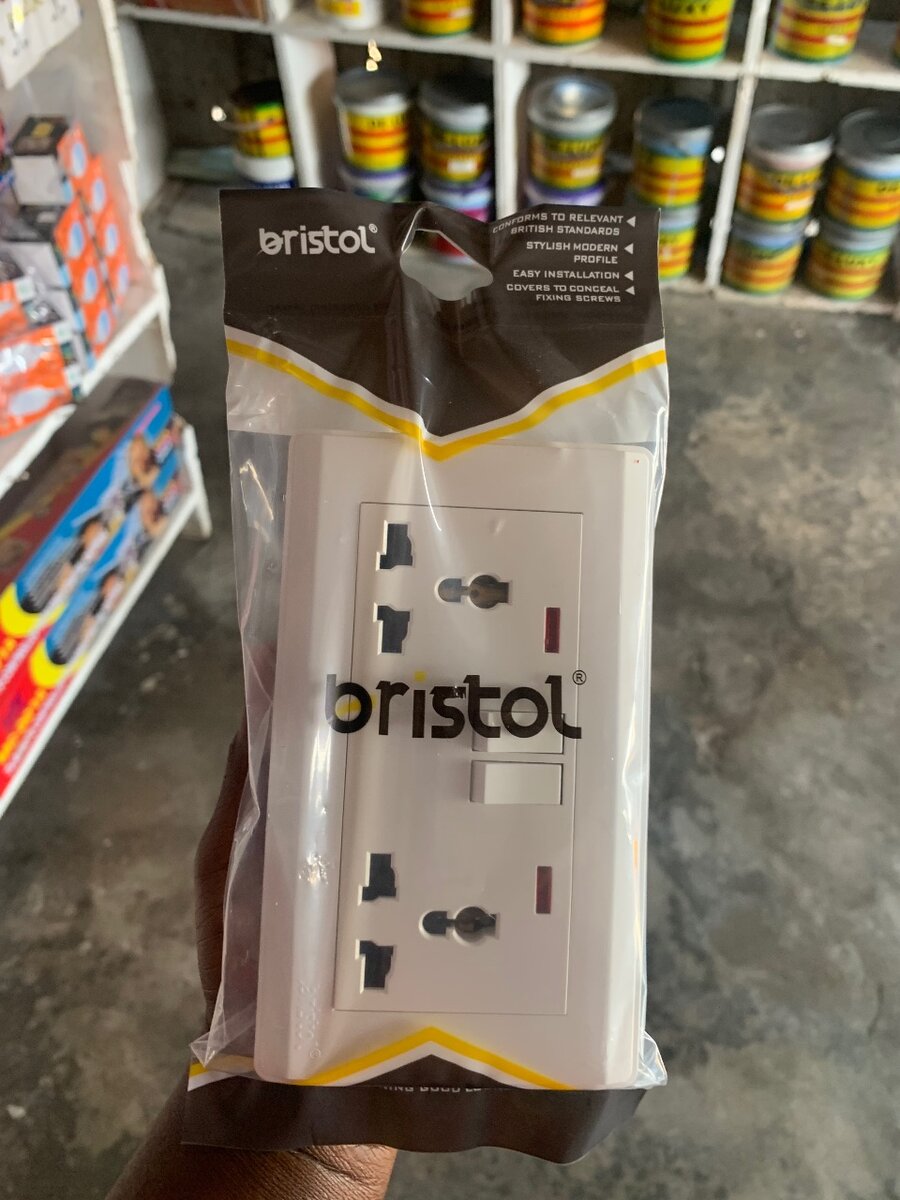 bristol®
CONFORMS TO RELEVANT
BRITISH STANDARDS
STYLISH MODERN
PROFILE
EASY INSTALLATION
COVERS TO CONCEAL
FIXING SCREWS
bristol®